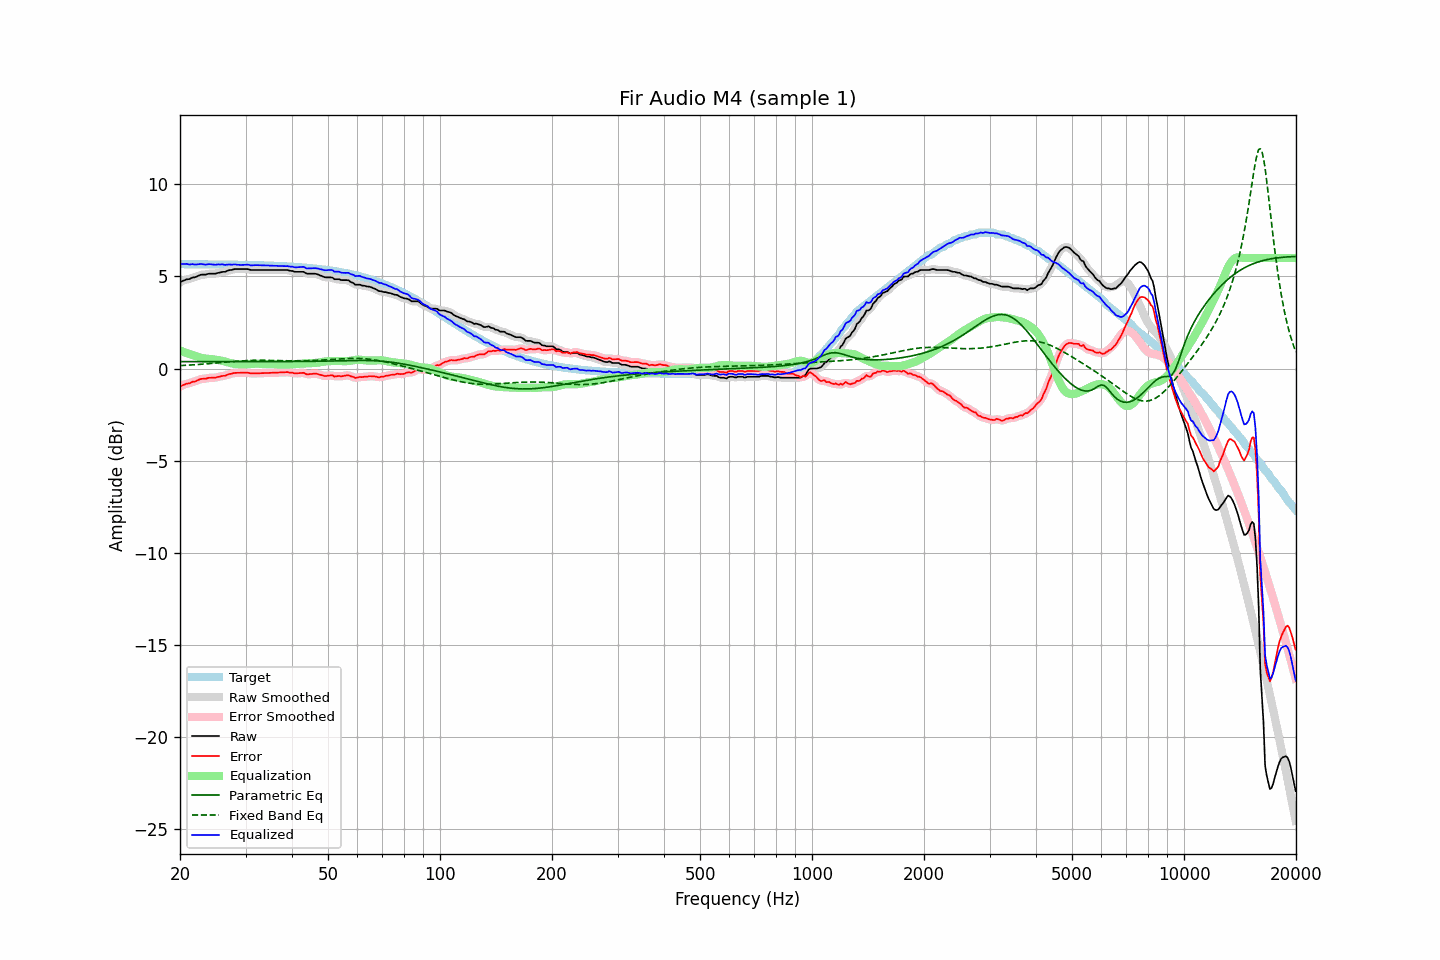 Fir Audio M4 (sample 1)
10
5
0
−5
−10
−15
−20
−25
Amplitude (dBr)
Target
Raw Smoothed
Error Smoothed
Raw
Error
Equalization
Parametric Eq
Fixed Band Eq
Equalized
20 50 100 200 500 1000 2000 5000 10000 20000
Frequency (Hz)